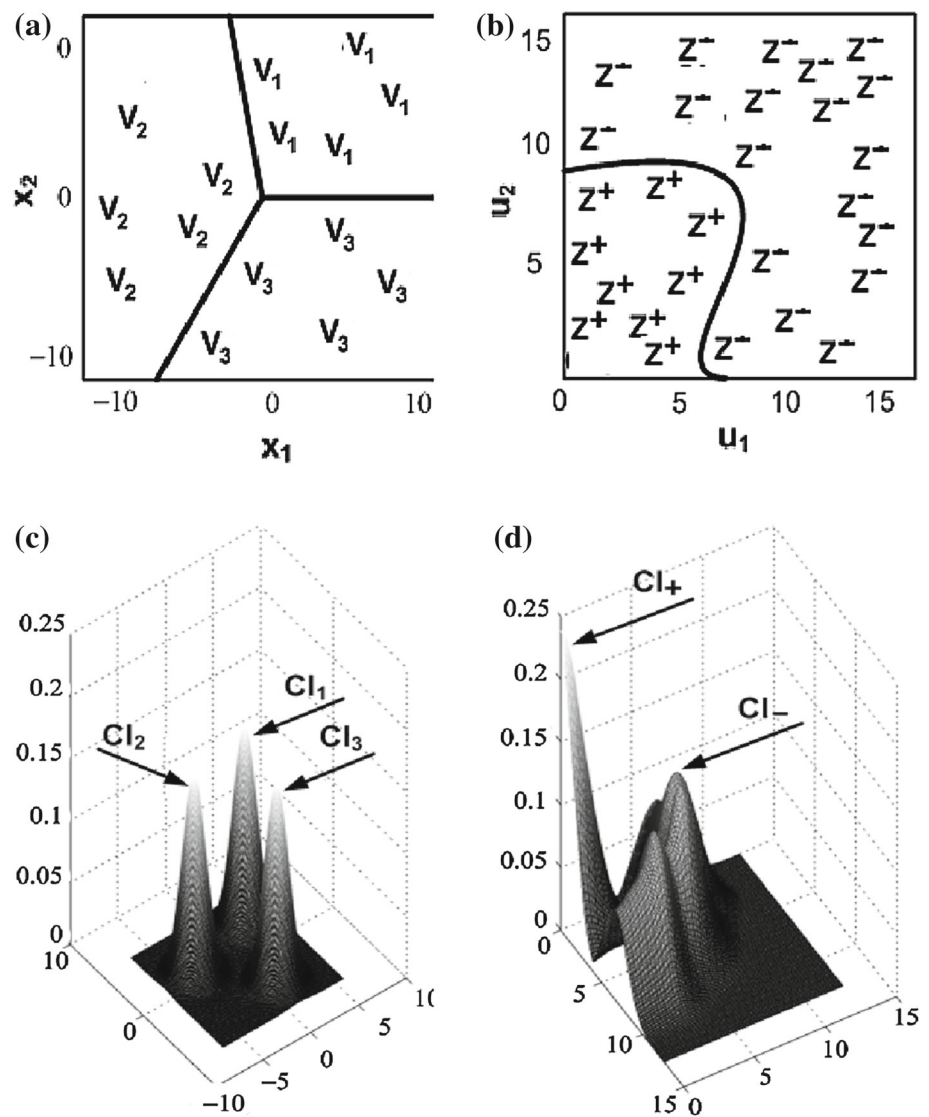 (a)
0
0
−10
x₂
−10 0 10
x₁
V₁
V₁
V₁
V₁
V₁
V₂
V₂
V₂
V₂
V₂
V₃
V₃
V₃
V₃
V₃
(b)
15
10
5
u₂
0 5 10 15
u₁
Z⁻ Z⁻ Z⁻
Z⁻ Z⁻ Z⁻
Z⁻ Z⁻ Z⁻
Z⁻ Z⁻ Z⁻
Z⁺ Z⁺ Z⁻
Z⁺ Z⁻
Z⁺ Z⁻
Z⁺ Z⁺ Z⁻
Z⁺ Z⁺ Z⁻
Z⁺ Z⁻ Z⁻
(c)
0.25
0.2
0.15
0.1
0.05
0
10
0
−10
−5
0
5
10
Cl₁
Cl₂
Cl₃
(d)
0.25
0.2
0.15
0.1
0.05
0
0
5
10
15
0
5
10
15
Cl₊
Cl₋